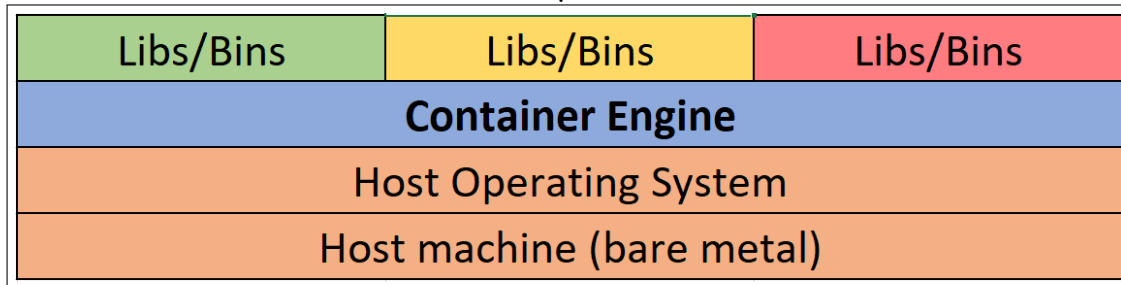 Libs/Bins Libs/Bins Libs/Bins
Container Engine
Host Operating System
Host machine (bare metal)